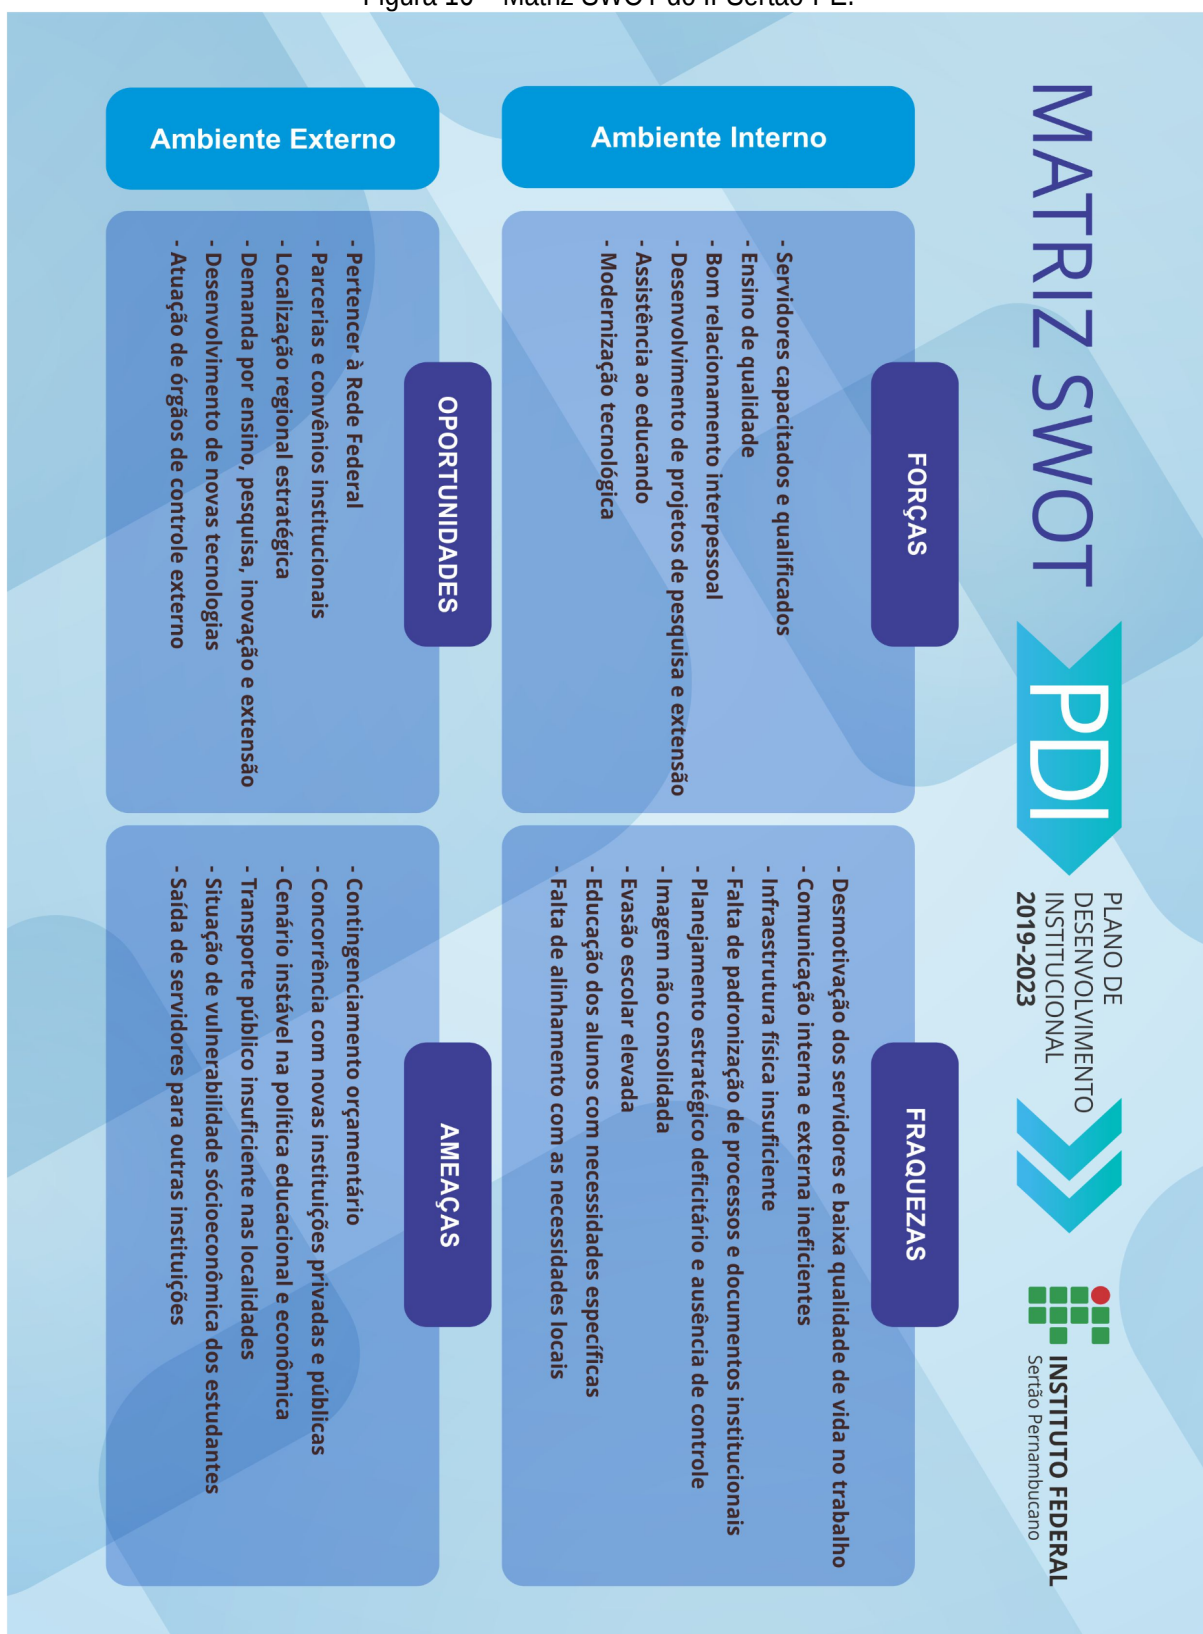 MATRIZ SWOT
PDI
PLANO DE
DESENVOLVIMENTO
INSTITUCIONAL
2019-2023
INSTITUTO FEDERAL
Sertão Pernambucano
Ambiente Interno
FORÇAS
- Servidores capacitados e qualificados
- Ensino de qualidade
- Bom relacionamento interpessoal
- Desenvolvimento de projetos de pesquisa e extensão
- Assistência ao educando
- Modernização tecnológica
FRAQUEZAS
- Desmotivação dos servidores e baixa qualidade de vida no trabalho
- Comunicação interna e externa ineficientes
- Infraestrutura física insuficiente
- Falta de padronização de processos e documentos institucionais
- Planejamento estratégico deficitário e ausência de controle
- Imagem não consolidada
- Evasão escolar elevada
- Educação dos alunos com necessidades específicas
- Falta de alinhamento com as necessidades locais
Ambiente Externo
OPORTUNIDADES
- Pertencer à Rede Federal
- Parcerias e convênios institucionais
- Localização regional estratégica
- Demanda por ensino, pesquisa, inovação e extensão
- Desenvolvimento de novas tecnologias
- Atuação de órgãos de controle externo
AMEAÇAS
- Contingenciamento orçamentário
- Concorrência com novas instituições privadas e públicas
- Cenário instável na política educacional e econômica
- Transporte público insuficiente nas localidades
- Situação de vulnerabilidade sócioeconômica dos estudantes
- Saída de servidores para outras instituições